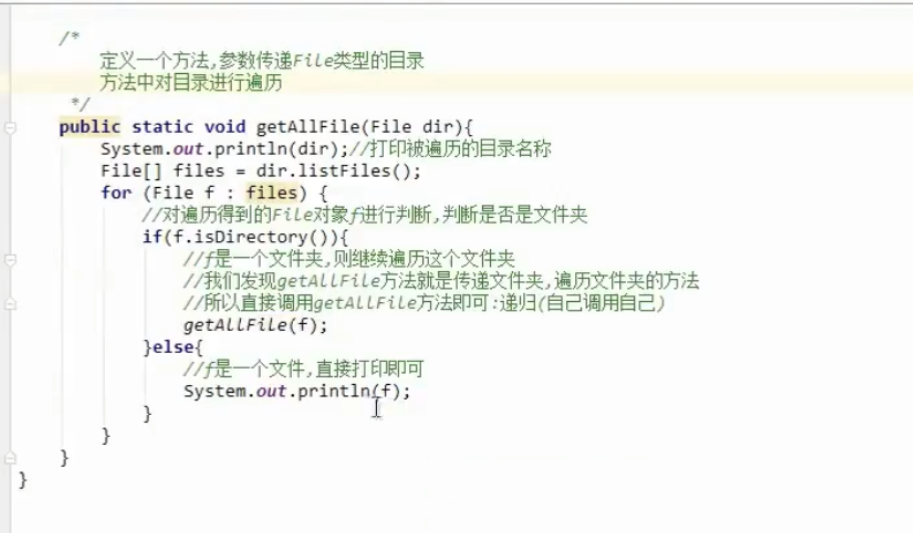 /*
定义一个方法,参数传递File类型的目录
方法中对目录进行遍历
*/
public static void getAllFile(File dir){
System.out.println(dir);//打印被遍历的目录名称
File[] files = dir.listFiles();
for (File f : files) {
//对遍历得到的File对象f进行判断,判断是否是文件夹
if(f.isDirectory()){
//f是一个文件夹,则继续遍历这个文件夹
//我们发现getAllFile方法就是传递文件夹,遍历文件夹的方法
//所以直接调用getAllFile方法即可:递归(自己调用自己)
getAllFile(f);
}else{
//f是一个文件,直接打印即可
System.out.println(f);
}
}
}
}